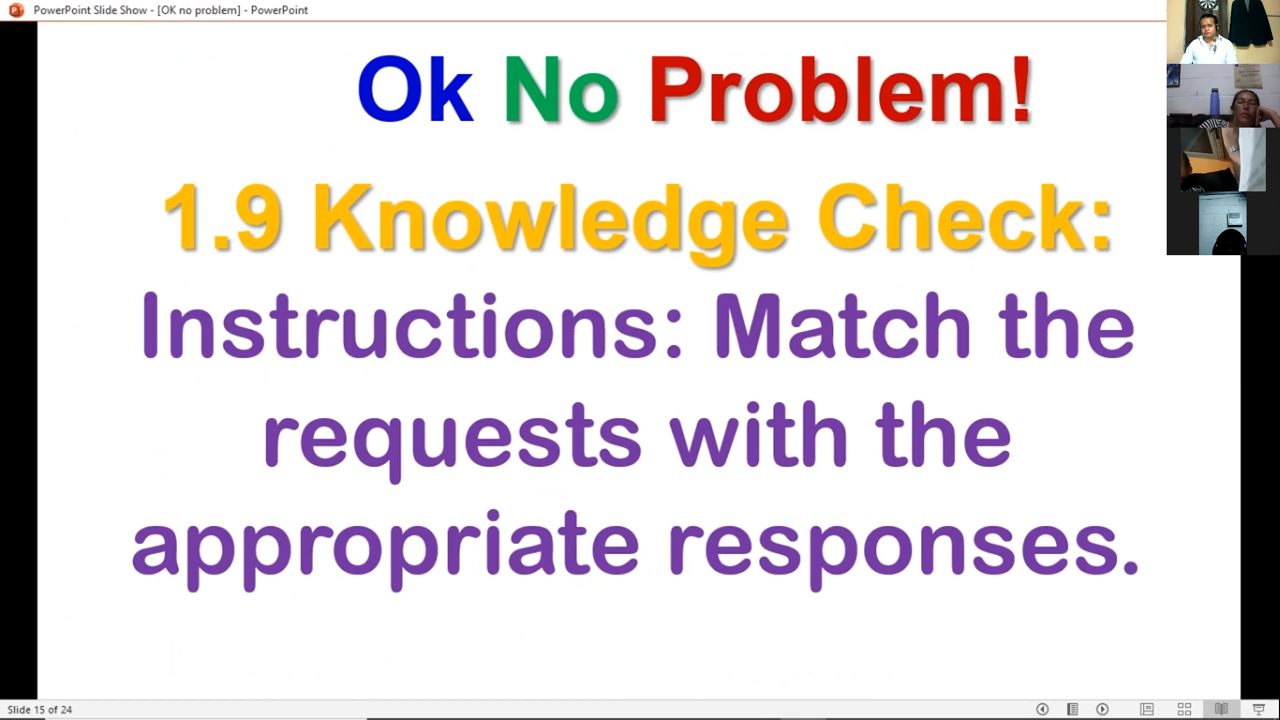 PowerPoint Slide Show - [OK no problem] - PowerPoint
Ok No Problem!
1.9 Knowledge Check:
Instructions: Match the
requests with the
appropriate responses.
Slide 15 of 24